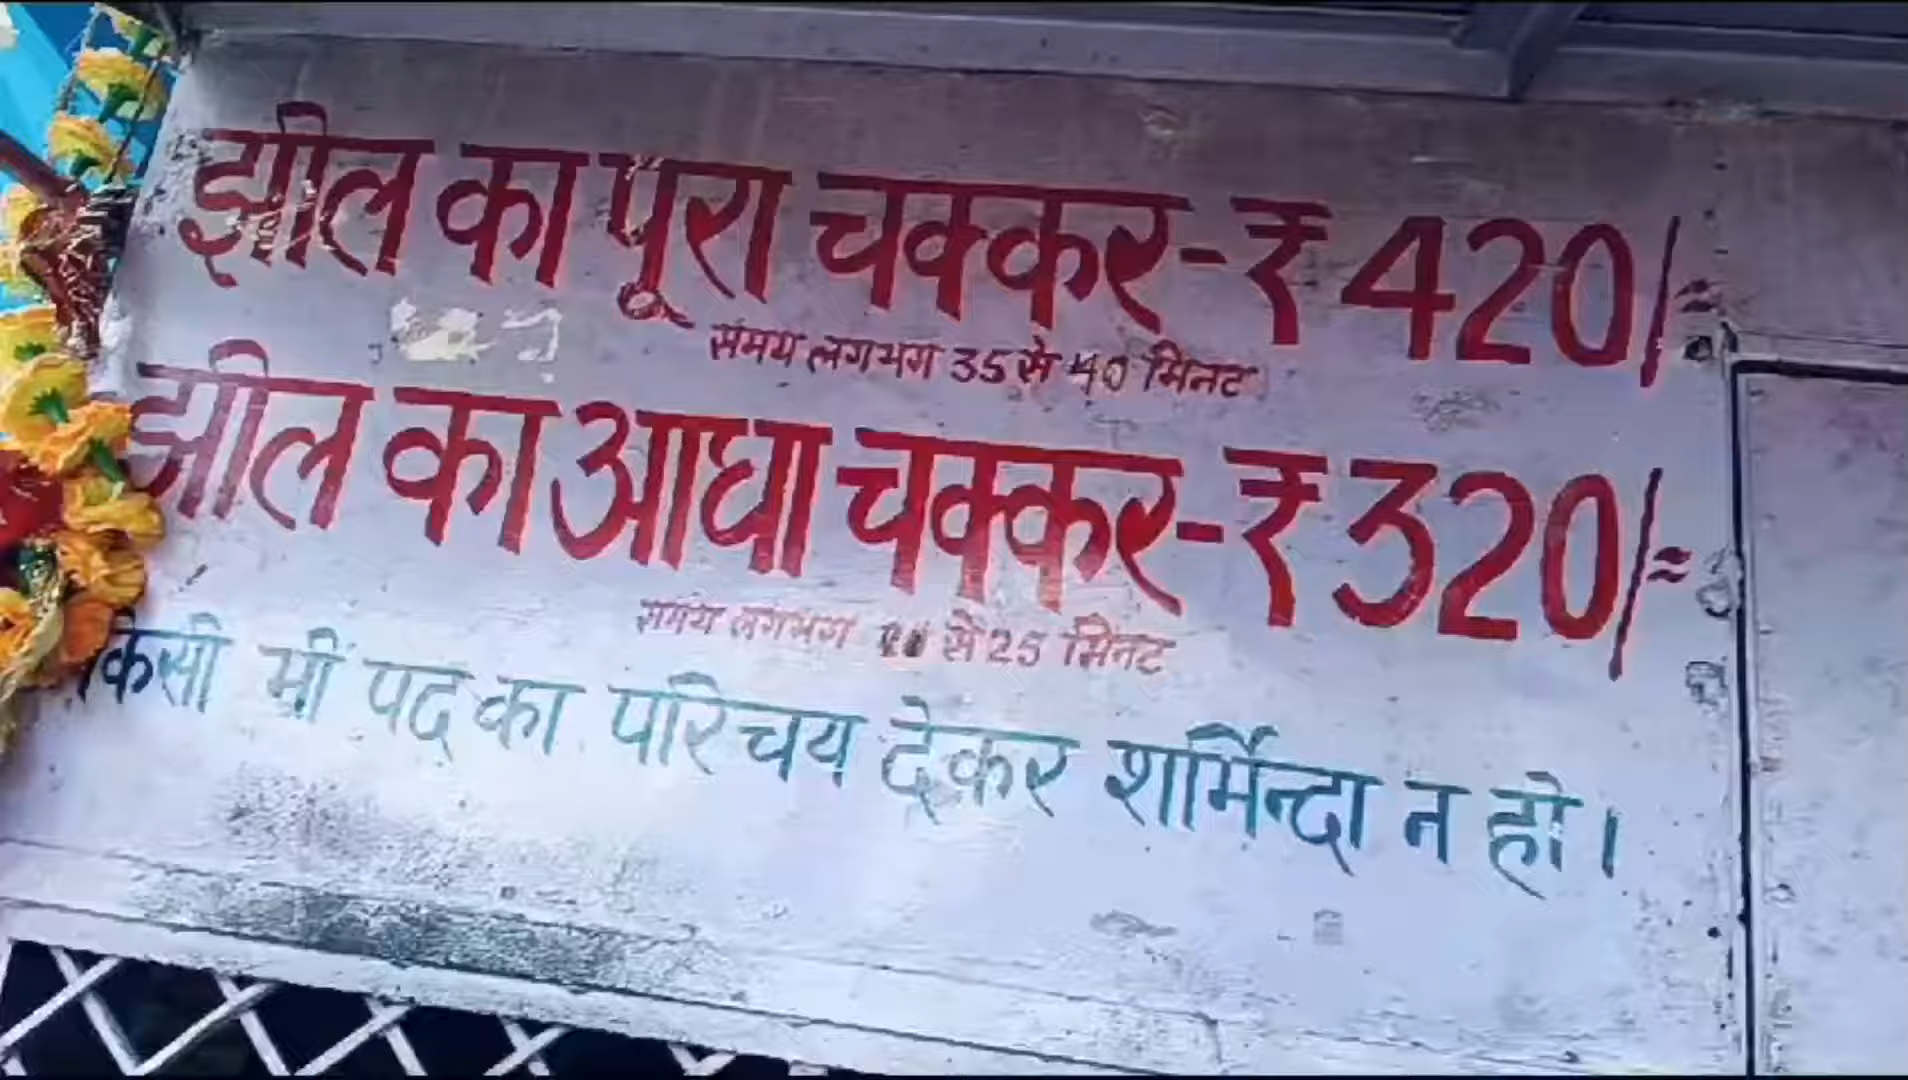 झील का पूरा चक्कर - ₹ 420/=
समय लगभग 35 से 40 मिनट
झील का आधा चक्कर - ₹ 320/=
समय लगभग से 25 मिनट
किसी भी पद का परिचय देकर शर्मिन्दा न हो।